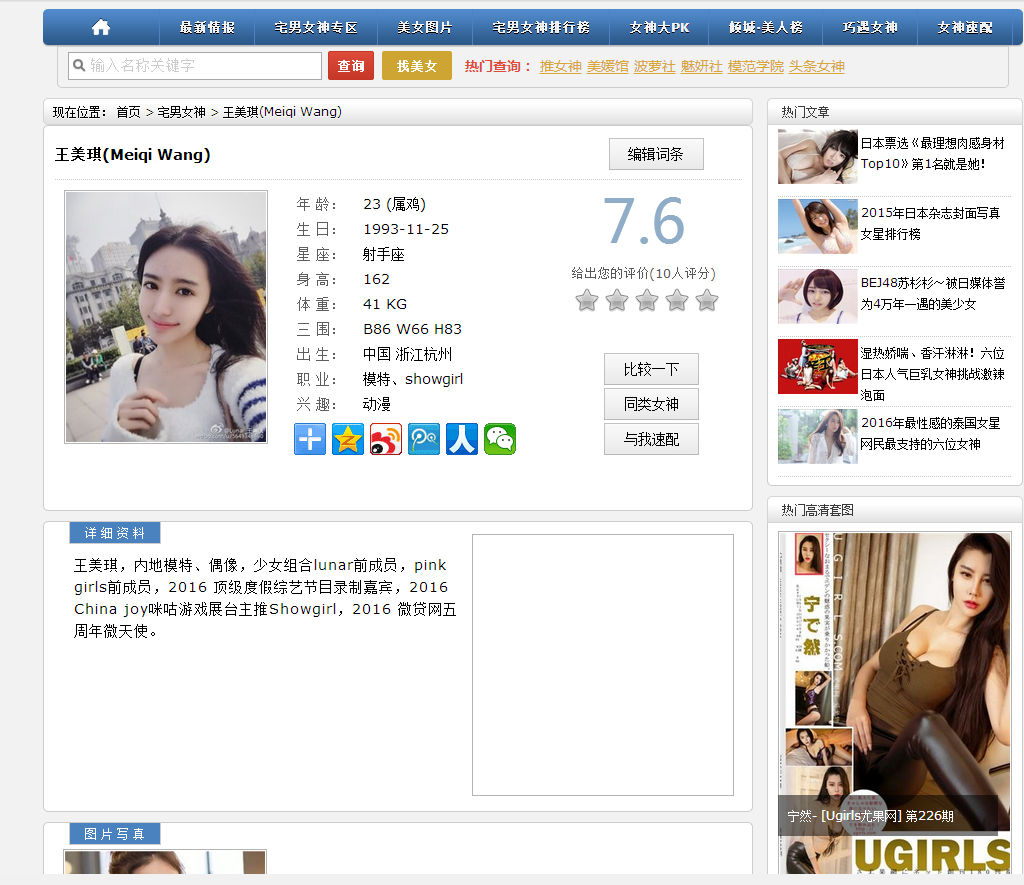 最新情报 宅男女神专区 美女图片 宅男女神排行榜 女神大PK 倾城·美人榜 巧遇女神 女神速配
输入名称关键字 查询 找美女 热门查询： 推女神 美媛馆 波萝社 魅妍社 模范学院 头条女神
现在位置： 首页 > 宅男女神 > 王美琪(Meiqi Wang)
王美琪(Meiqi Wang)
编辑词条
年 龄： 23 (属鸡)
生 日： 1993-11-25
星 座： 射手座
身 高： 162
体 重： 41 KG
三 围： B86 W66 H83
出 生： 中国 浙江杭州
职 业： 模特、showgirl
兴 趣： 动漫
7.6
给出您的评价(10人评分)
比较一下
同类女神
与我速配
详细资料
王美琪，内地模特、偶像，少女组合lunar前成员，pink
girls前成员，2016 顶级度假综艺节目录制嘉宾，2016
China joy咪咕游戏展台主推Showgirl，2016 微贷网五
周年微天使。
图片写真
热门文章
日本票选《最理想肉感身材
Top10》第1名就是她！
2015年日本杂志封面写真
女星排行榜
BEJ48苏杉杉～被日媒体誉
为4万年一遇的美少女
湿热娇喘、香汗淋淋！六位
日本人气巨乳女神挑战激辣
泡面
2016年最性感的泰国女星
网民最支持的六位女神
热门高清套图
UGIRLS.COM
宁で然
宁然- [Ugirls尤果网] 第226期
UGIRLS